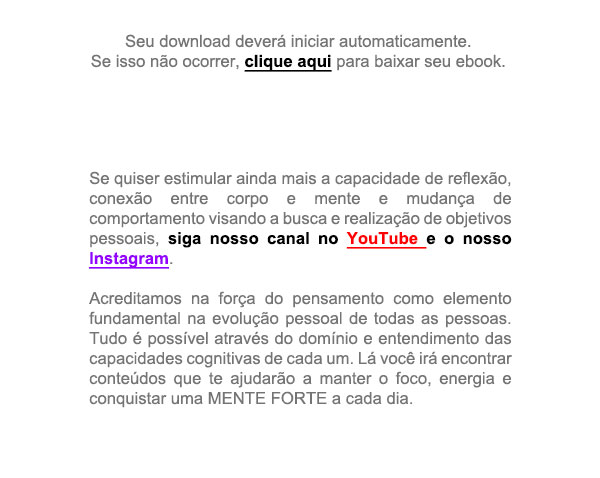 Seu download deverá iniciar automaticamente.
Se isso não ocorrer, clique aqui para baixar seu ebook.
Se quiser estimular ainda mais a capacidade de reflexão,
conexão entre corpo e mente e mudança de
comportamento visando a busca e realização de objetivos
pessoais, siga nosso canal no YouTube e o nosso
Instagram.
Acreditamos na força do pensamento como elemento
fundamental na evolução pessoal de todas as pessoas.
Tudo é possível através do domínio e entendimento das
capacidades cognitivas de cada um. Lá você irá encontrar
conteúdos que te ajudarão a manter o foco, energia e
conquistar uma MENTE FORTE a cada dia.